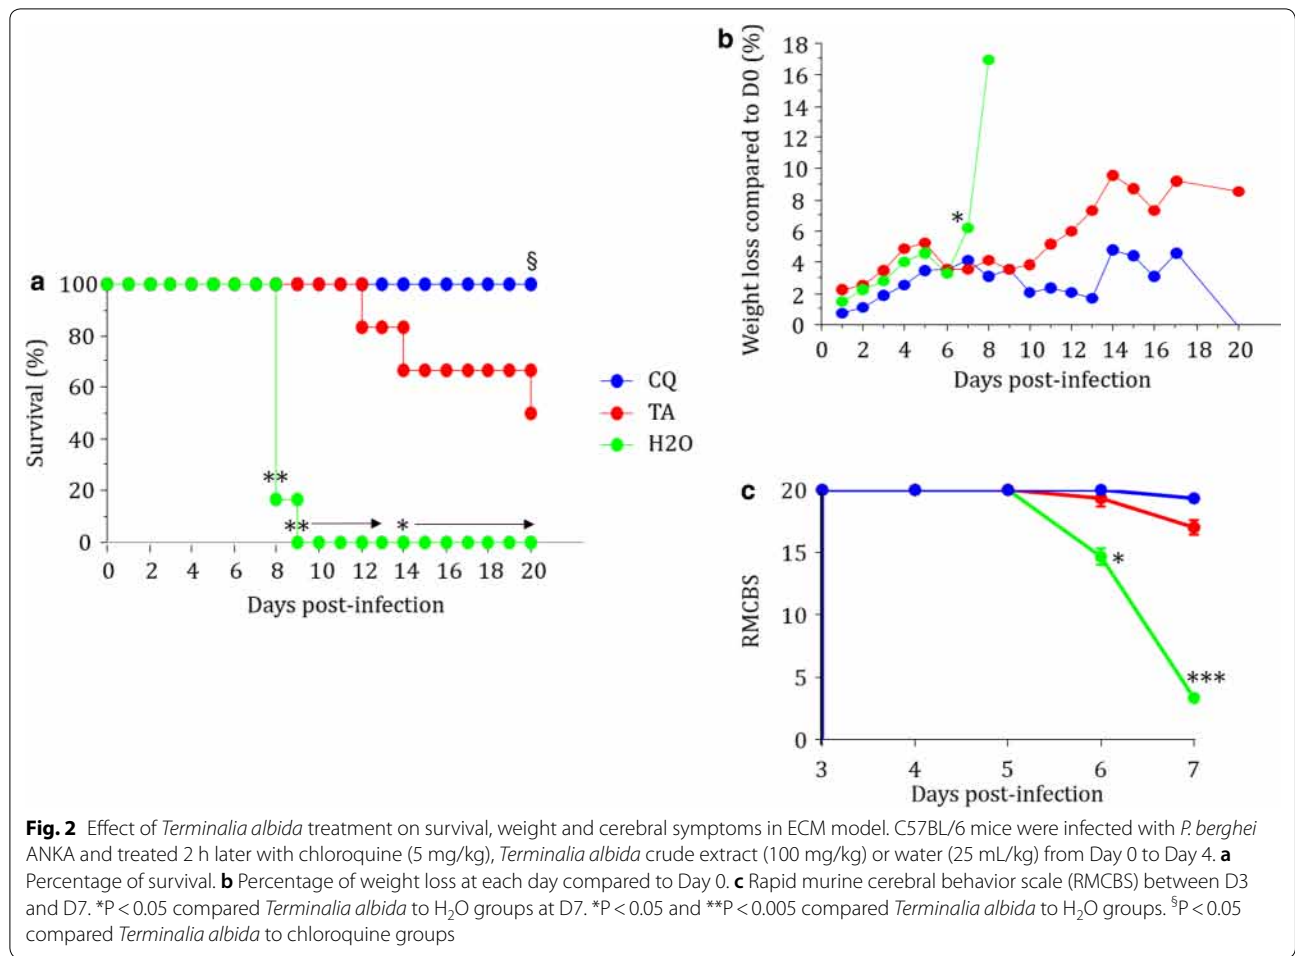 a
Survival (%)
100
80
60
40
20
0
§
**
**
*
0 2 4 6 8 10 12 14 16 18 20
Days post-infection
CQ
TA
H2O
b
Weight loss compared to D0 (%)
18
16
14
12
10
8
6
4
2
0
*
0 2 4 6 8 10 12 14 16 18 20
Days post-infection
c
RMCBS
20
15
10
5
0
*
***
3 4 5 6 7
Days post-infection
Fig. 2 Effect of Terminalia albida treatment on survival, weight and cerebral symptoms in ECM model. C57BL/6 mice were infected with P. berghei
ANKA and treated 2 h later with chloroquine (5 mg/kg), Terminalia albida crude extract (100 mg/kg) or water (25 mL/kg) from Day 0 to Day 4. a
Percentage of survival. b Percentage of weight loss at each day compared to Day 0. c Rapid murine cerebral behavior scale (RMCBS) between D3
and D7. *P < 0.05 compared Terminalia albida to H₂O groups at D7. *P < 0.05 and **P < 0.005 compared Terminalia albida to H₂O groups. §P < 0.05
compared Terminalia albida to chloroquine groups